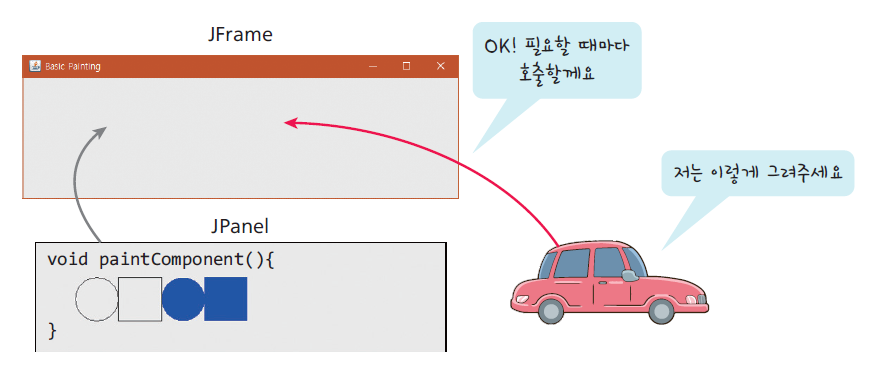 JFrame
Basic Painting
OK! 필요할 때마다
호출할께요
저는 이렇게 그려주세요
JPanel
void paintComponent(){
}